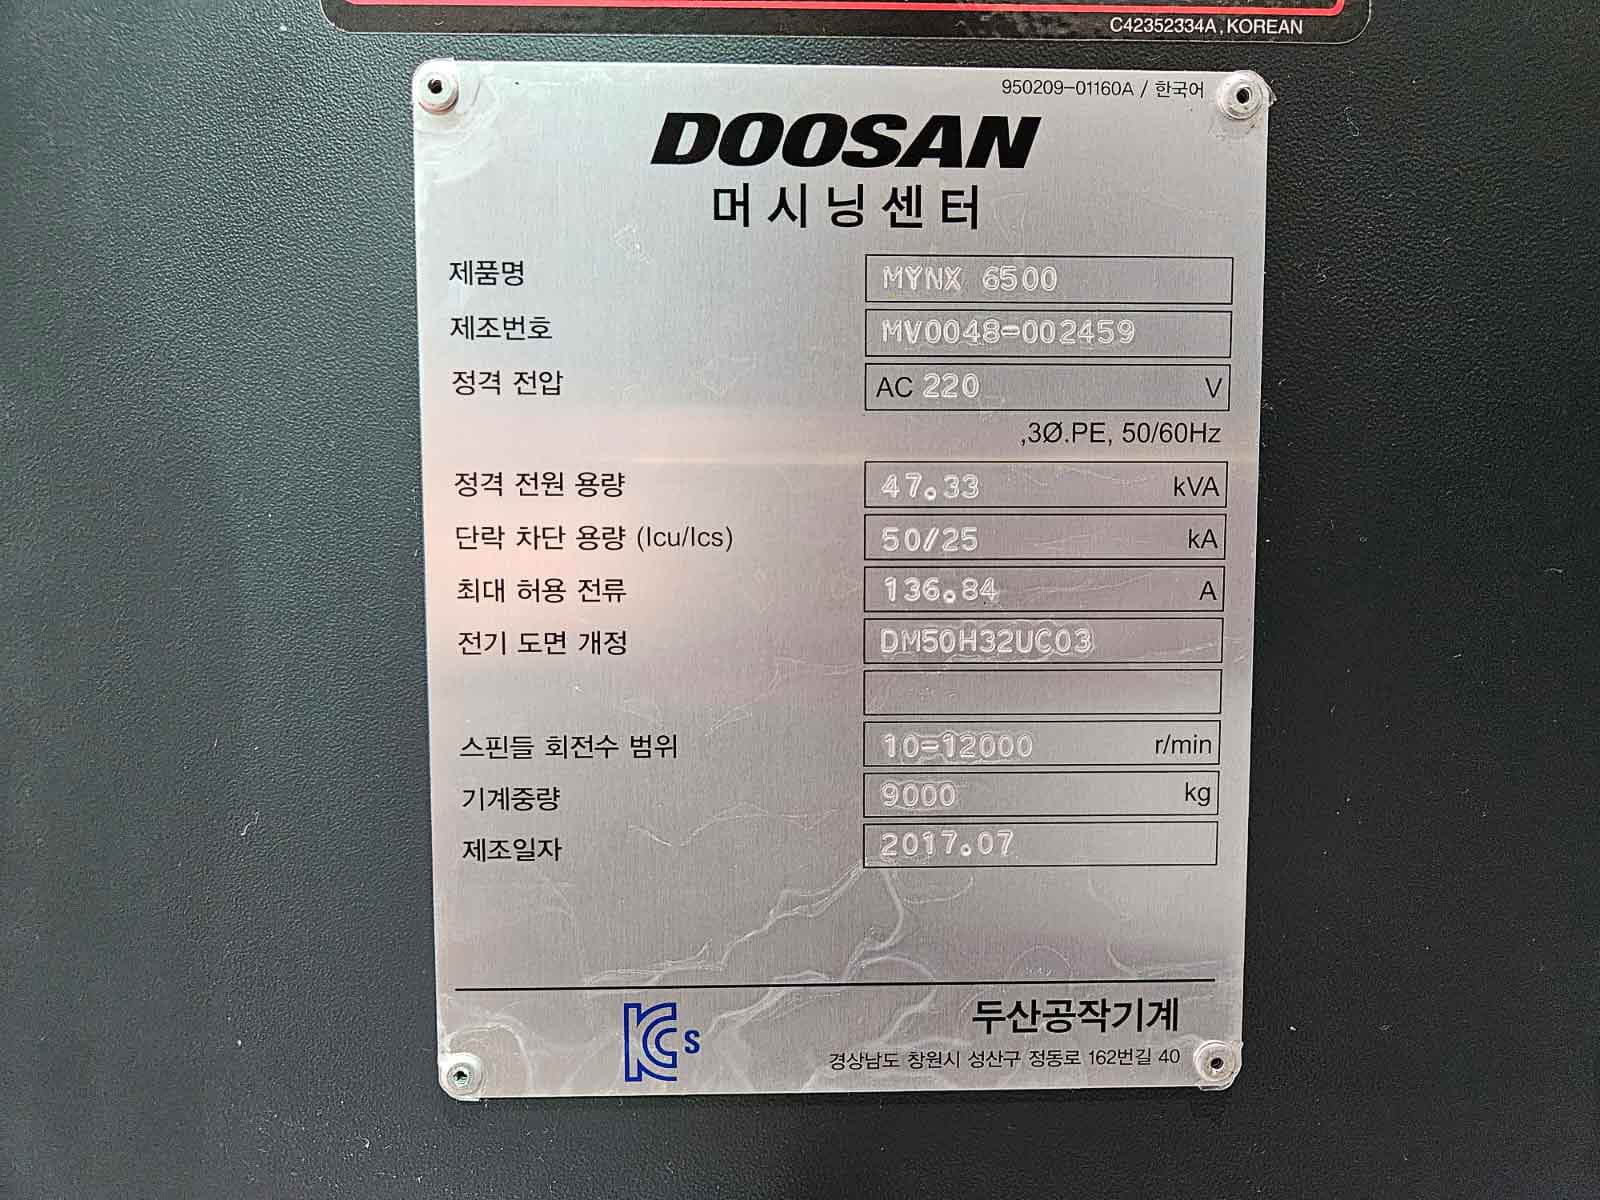 C42352334A, KOREAN
950209-01160A / 한국어
DOOSAN
머시닝센터
제품명 MYNX 6500
제조번호 MV0048-002459
정격 전압 AC 220 V
,3Ø.PE, 50/60Hz
정격 전원 용량 47.33 kVA
단락 차단 용량 (Icu/Ics) 50/25 kA
최대 허용 전류 136.84 A
전기 도면 개정 DM50H32UC03
스핀들 회전수 범위 10-12000 r/min
기계중량 9000 kg
제조일자 2017.07
KCs 두산공작기계
경상남도 창원시 성산구 정동로 162번길 40